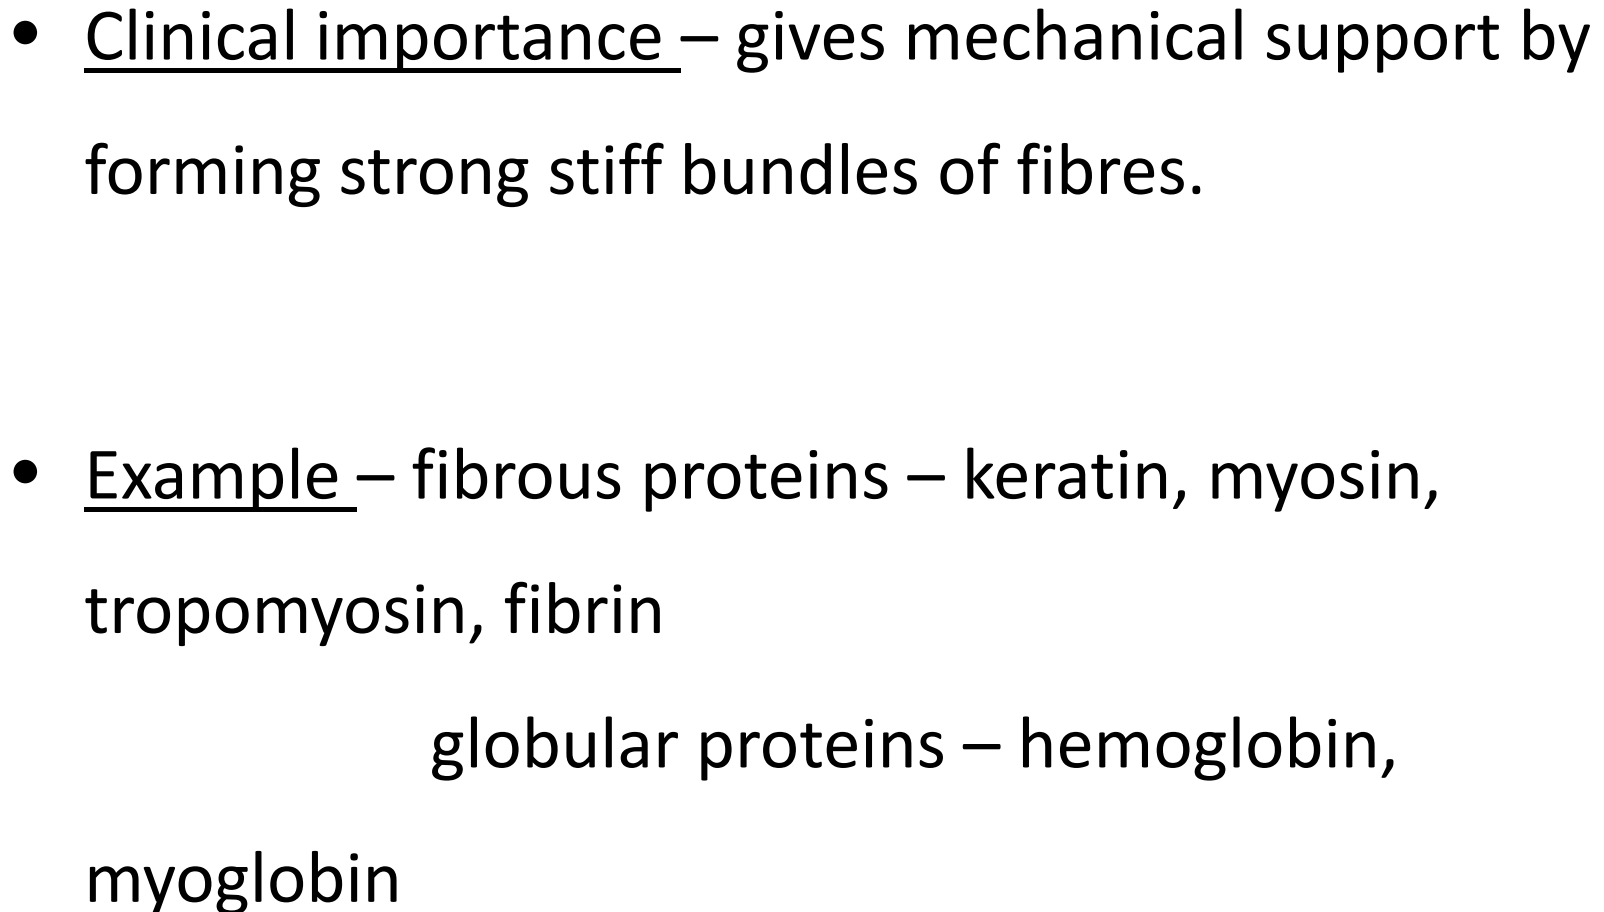 • Clinical importance – gives mechanical support by
forming strong stiff bundles of fibres.
• Example – fibrous proteins – keratin, myosin,
tropomyosin, fibrin
globular proteins – hemoglobin,
myoglobin